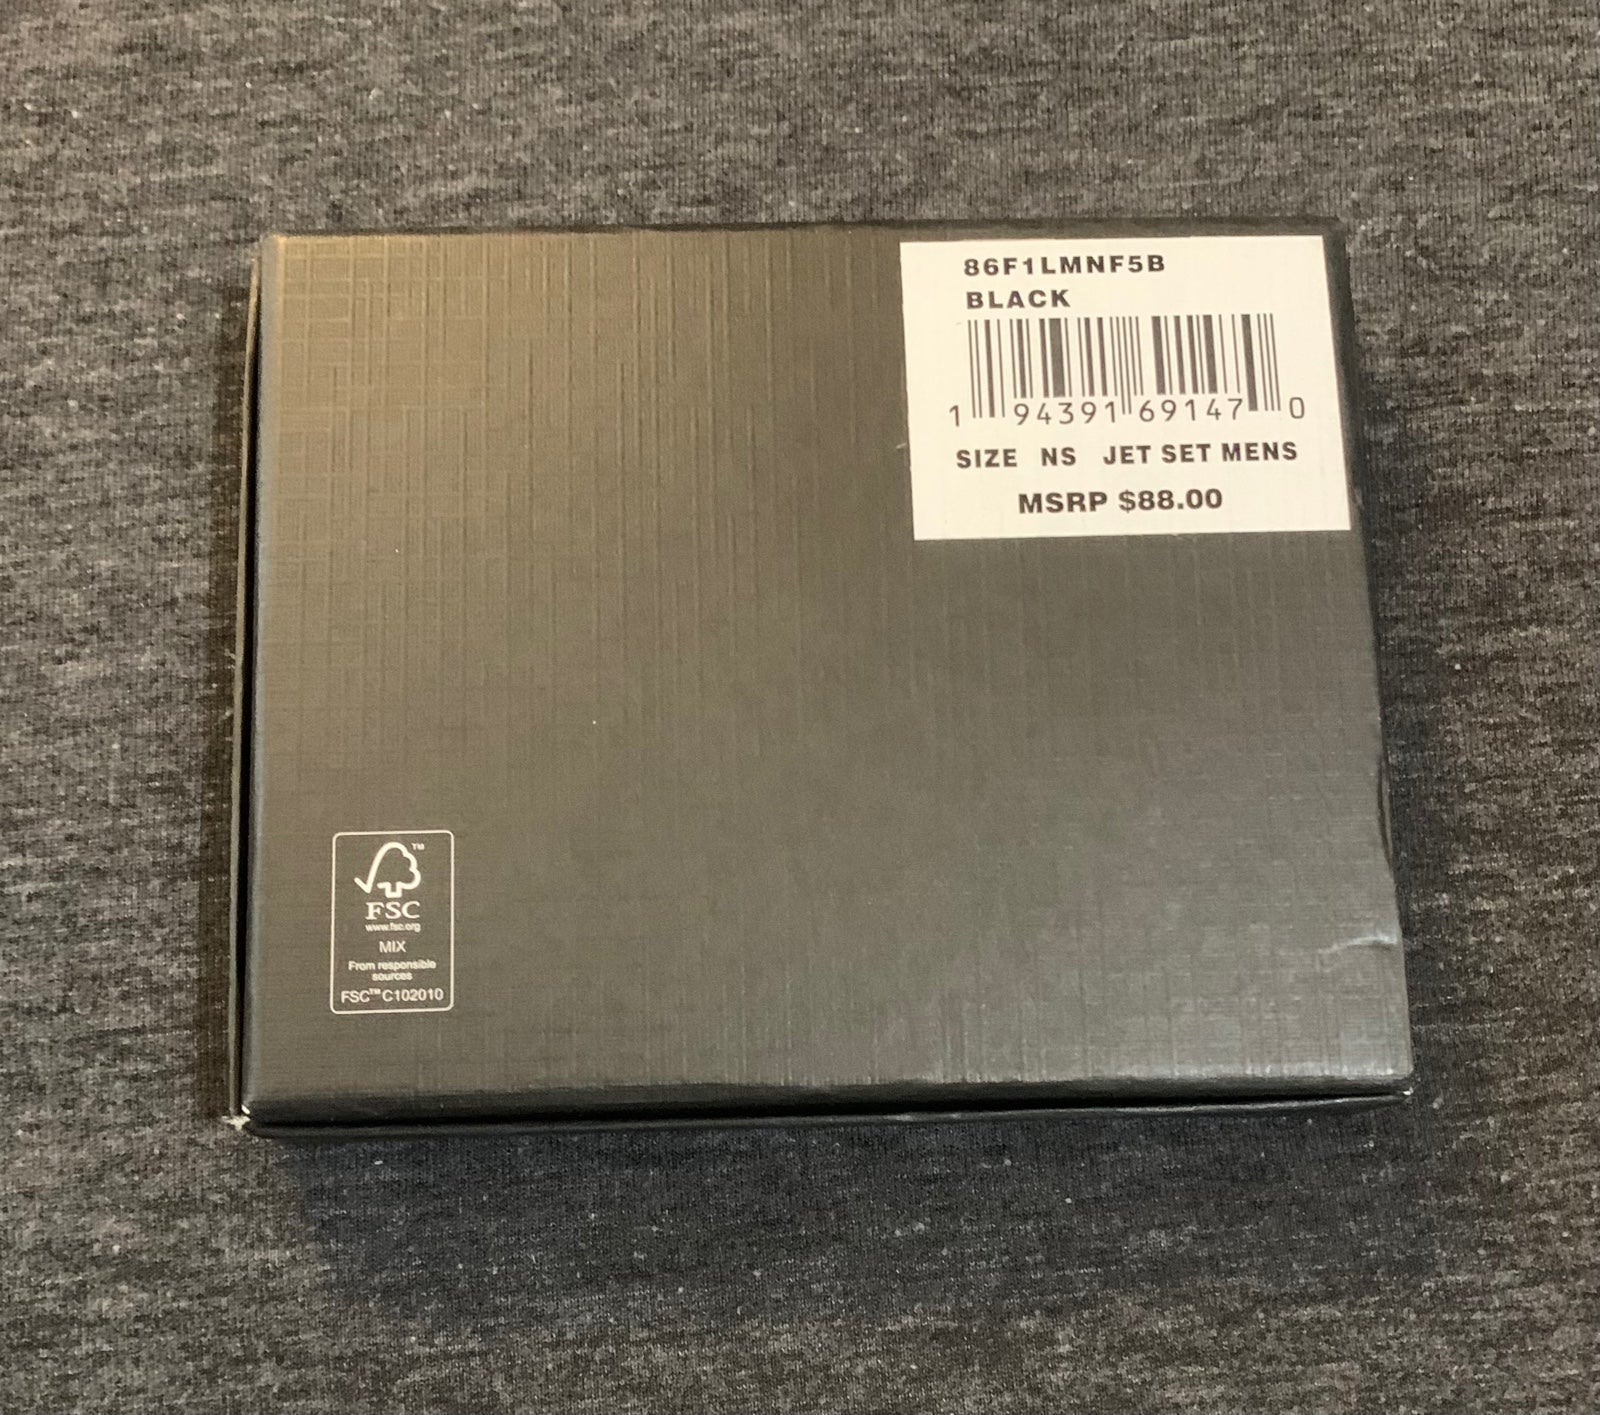 86F1LMNF5B
BLACK
1 94391 69147 0
SIZE NS JET SET MENS
MSRP $88.00
FSC
www.fsc.org
MIX
From responsible
sources
FSC™ C102010